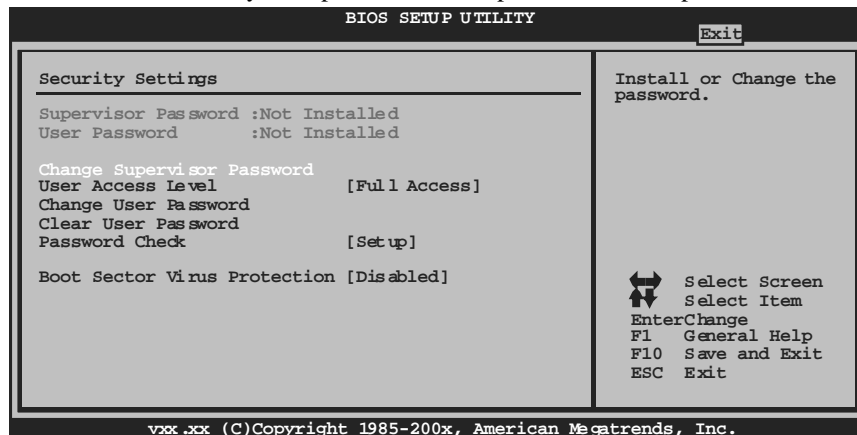 BIOS SETUP UTILITY
Exit
Security Settings
Supervisor Password :Not Installed
User Password :Not Installed
Change Supervisor Password
User Access Level [Full Access]
Change User Password
Clear User Password
Password Check [Setup]
Boot Sector Virus Protection [Disabled]
Install or Change the
password.
Select Screen
Select Item
EnterChange
F1 General Help
F10 Save and Exit
ESC Exit
vxx.xx (C)Copyright 1985-200x, American Megatrends, Inc.